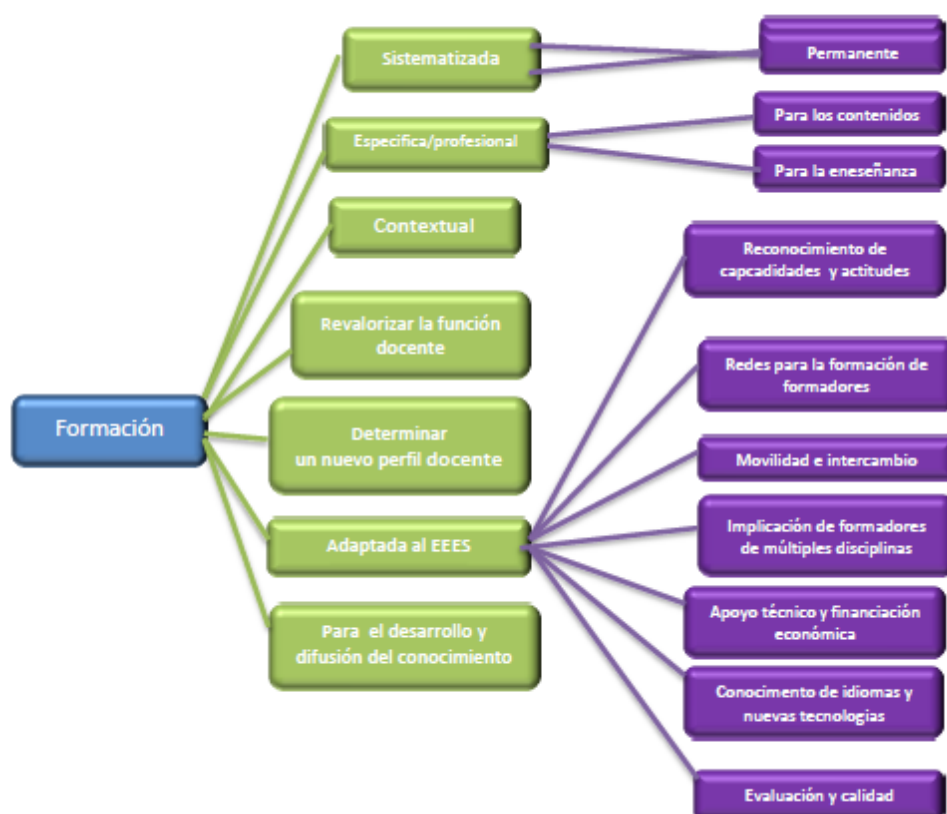 Formación
Sistematizada
Especifica/profesional
Contextual
Revalorizar la función
docente
Determinar
un nuevo perfil docente
Adaptada al EEES
Para el desarrollo y
difusión del conocimiento
Permanente
Para los contenidos
Para la eneseñanza
Reconocimiento de
capcadidades y actitudes
Redes para la formación de
formadores
Movilidad e intercambio
Implicación de formadores
de múltiples disciplinas
Apoyo técnico y financiación
económica
Conocimento de idiomas y
nuevas tecnologias
Evaluación y calidad